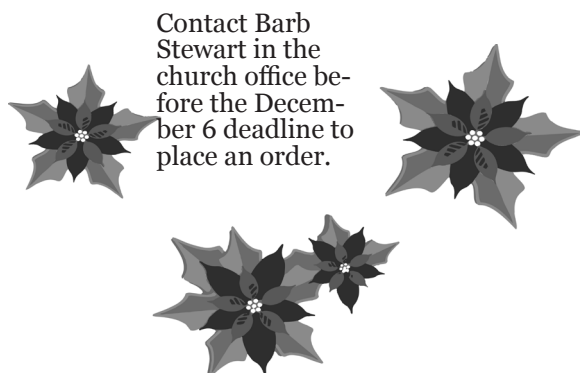 Contact Barb
Stewart in the
church office be-
fore the Decem-
ber 6 deadline to
place an order.